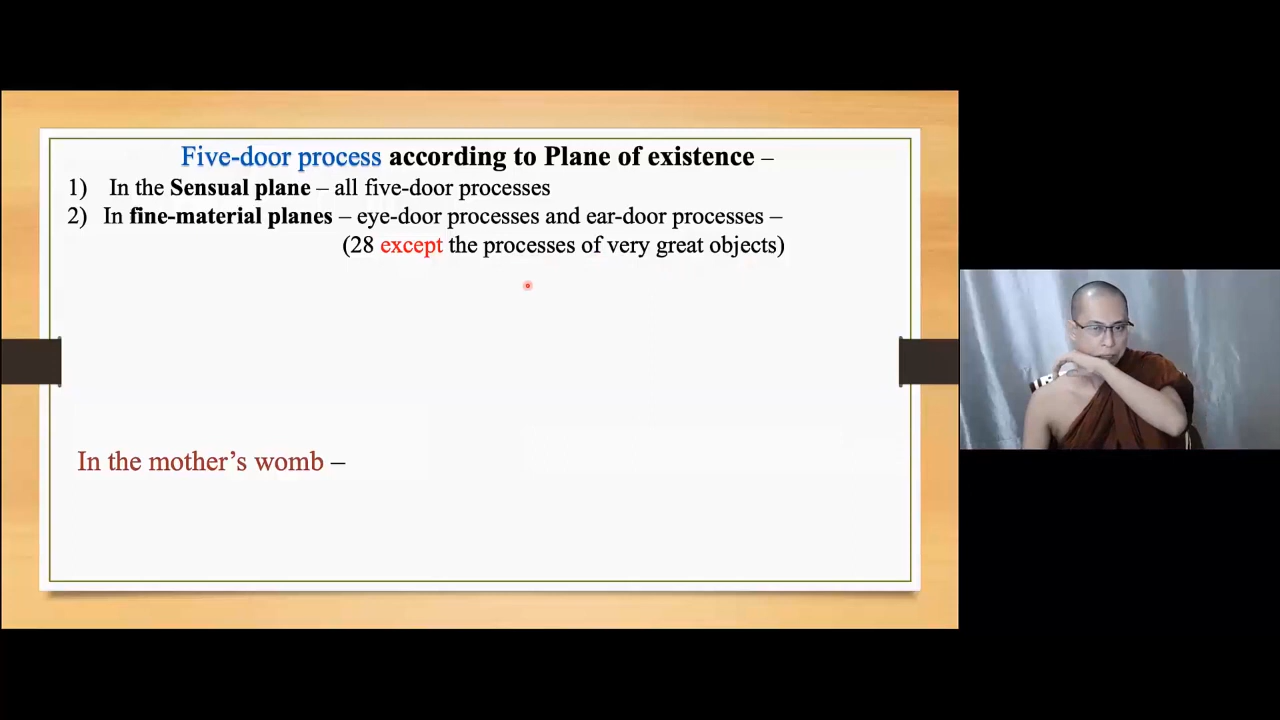 Five-door process according to Plane of existence –
1) In the Sensual plane – all five-door processes
2) In fine-material planes – eye-door processes and ear-door processes –
(28 except the processes of very great objects)
In the mother's womb –